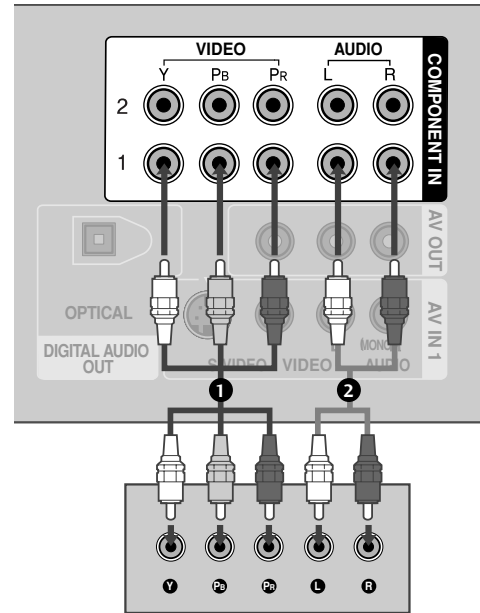 VIDEO AUDIO
Y PB PR L R
COMPONENT IN
2
1
AV OUT
OPTICAL
AV IN 1
DIGITAL AUDIO
OUT
S-VIDEO VIDEO
(MONO)
AUDIO
1 2
Y PB PR L R